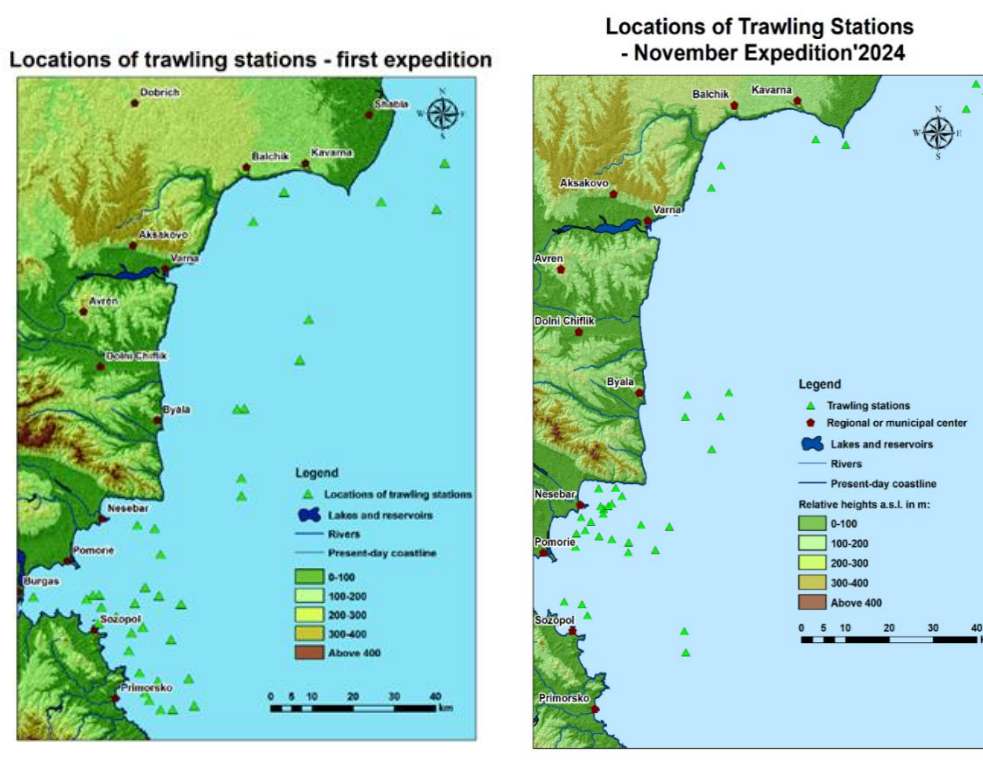 Locations of trawling stations - first expedition
Dobrich
Shabla
N
W E
S
Balchik
Kavarna
Aksakovo
Varna
Avren
Dolni Chiflik
Byala
Nesebar
Pomorie
Burgas
Sozopol
Primorsko
Legend
Locations of trawling stations
Lakes and reservoirs
Rivers
Present-day coastline
0-100
100-200
200-300
300-400
Above 400
0 5 10 20 30 40
km
Locations of Trawling Stations
- November Expedition'2024
Balchik
Kavarna
N
W E
S
Aksakovo
Varna
Avren
Dolni Chiflik
Byala
Nesebar
Pomorie
Sozopol
Primorsko
Legend
Trawling stations
Regional or municipal center
Lakes and reservoirs
Rivers
Present-day coastline
Relative heights a.s.l. in m:
0-100
100-200
200-300
300-400
Above 400
0 5 10 20 30